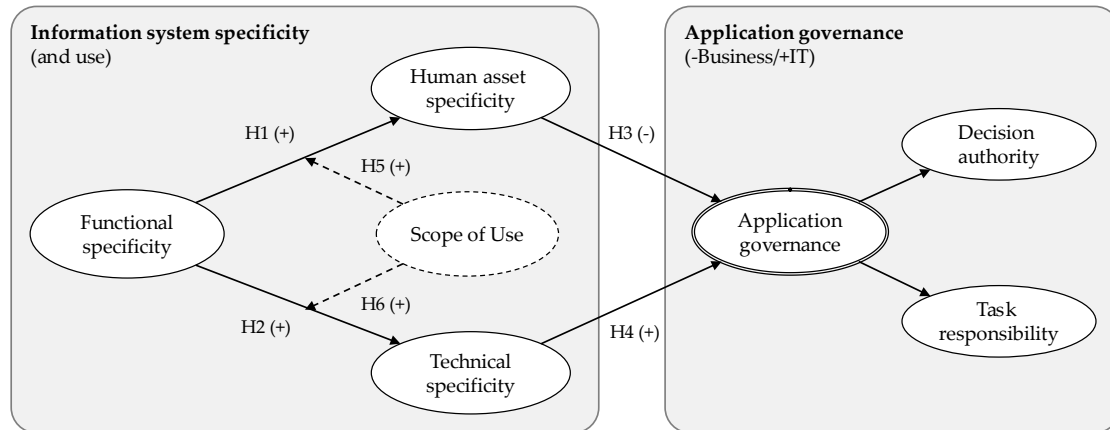 Information system specificity
(and use)
Human asset
specificity
H1 (+)
H5 (+)
Functional
specificity
Scope of Use
H6 (+)
H2 (+)
Technical
specificity
H3 (-)
H4 (+)
Application governance
(-Business/+IT)
Decision
authority
Application
governance
Task
responsibility